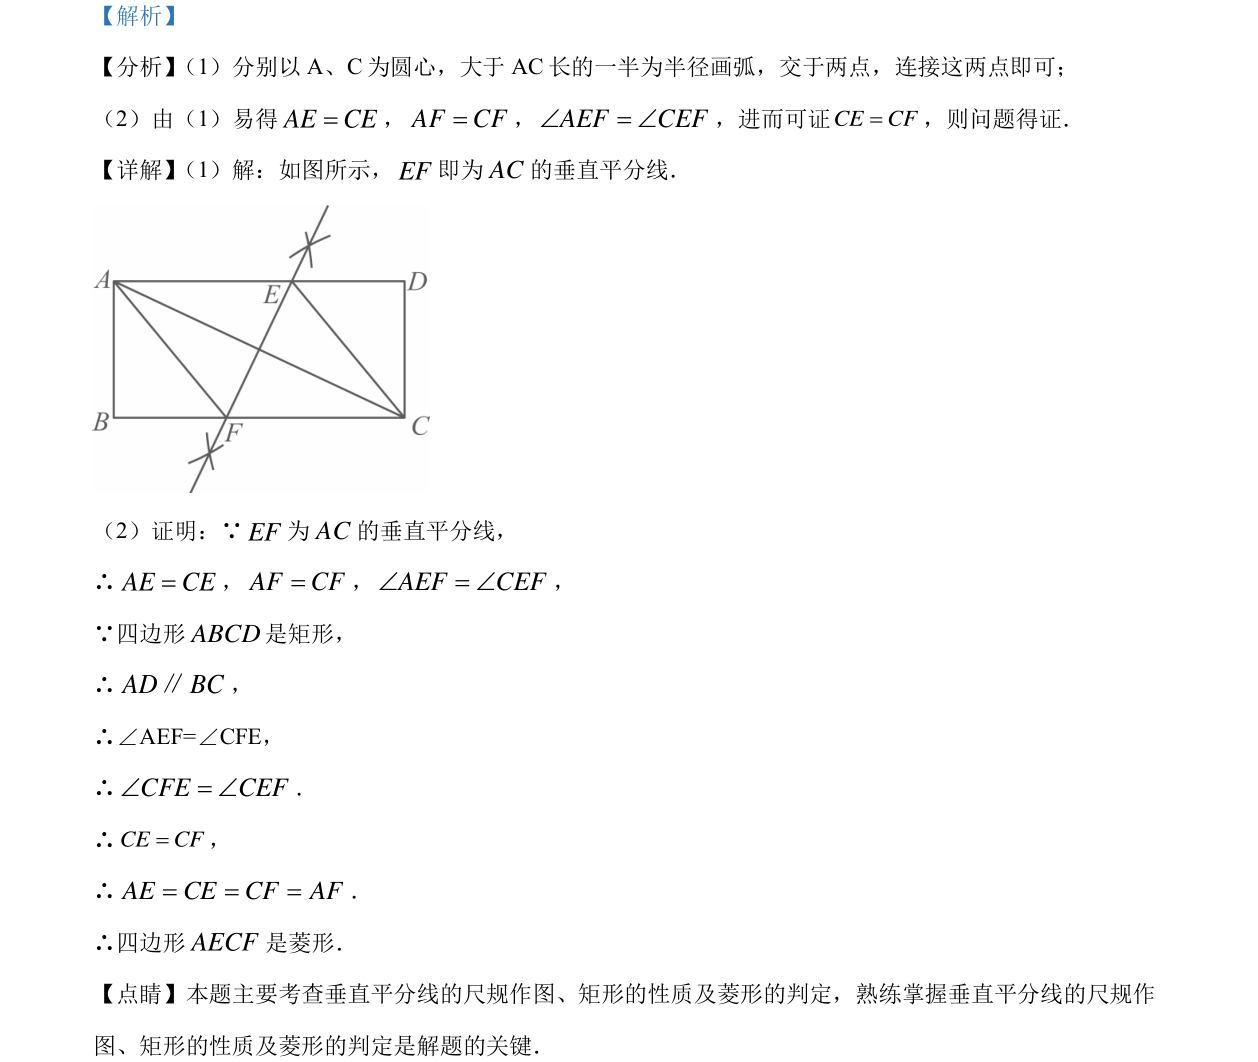 【解析】
【分析】（1）分别以 A、C 为圆心，大于 AC 长的一半为半径画弧，交于两点，连接这两点即可；
（2）由（1）易得 AE = CE，AF = CF，∠AEF = ∠CEF，进而可证 CE = CF，则问题得证．
【详解】（1）解：如图所示，EF 即为 AC 的垂直平分线．
A
E
D
B
F
C
（2）证明：∵ EF 为 AC 的垂直平分线，
∴ AE = CE，AF = CF，∠AEF = ∠CEF，
∵四边形 ABCD 是矩形，
∴ AD // BC，
∴∠AEF=∠CFE，
∴ ∠CFE = ∠CEF．
∴ CE = CF，
∴ AE = CE = CF = AF．
∴四边形 AECF 是菱形．
【点睛】本题主要考查垂直平分线的尺规作图、矩形的性质及菱形的判定，熟练掌握垂直平分线的尺规作
图、矩形的性质及菱形的判定是解题的关键．